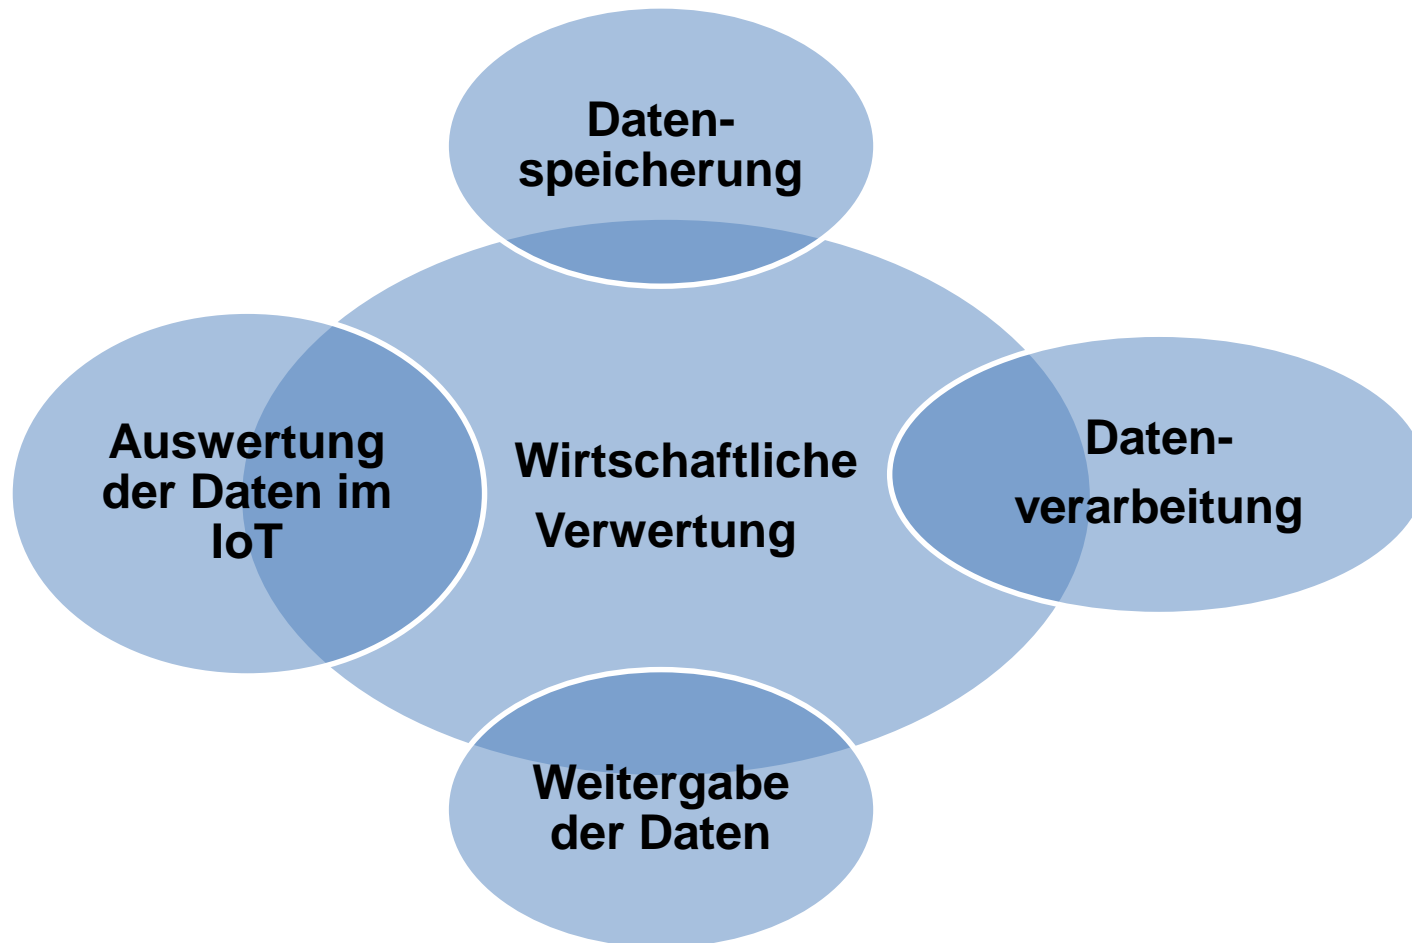 Daten-
speicherung
Auswertung
der Daten im
IoT
Wirtschaftliche
Verwertung
Daten-
verarbeitung
Weitergabe
der Daten